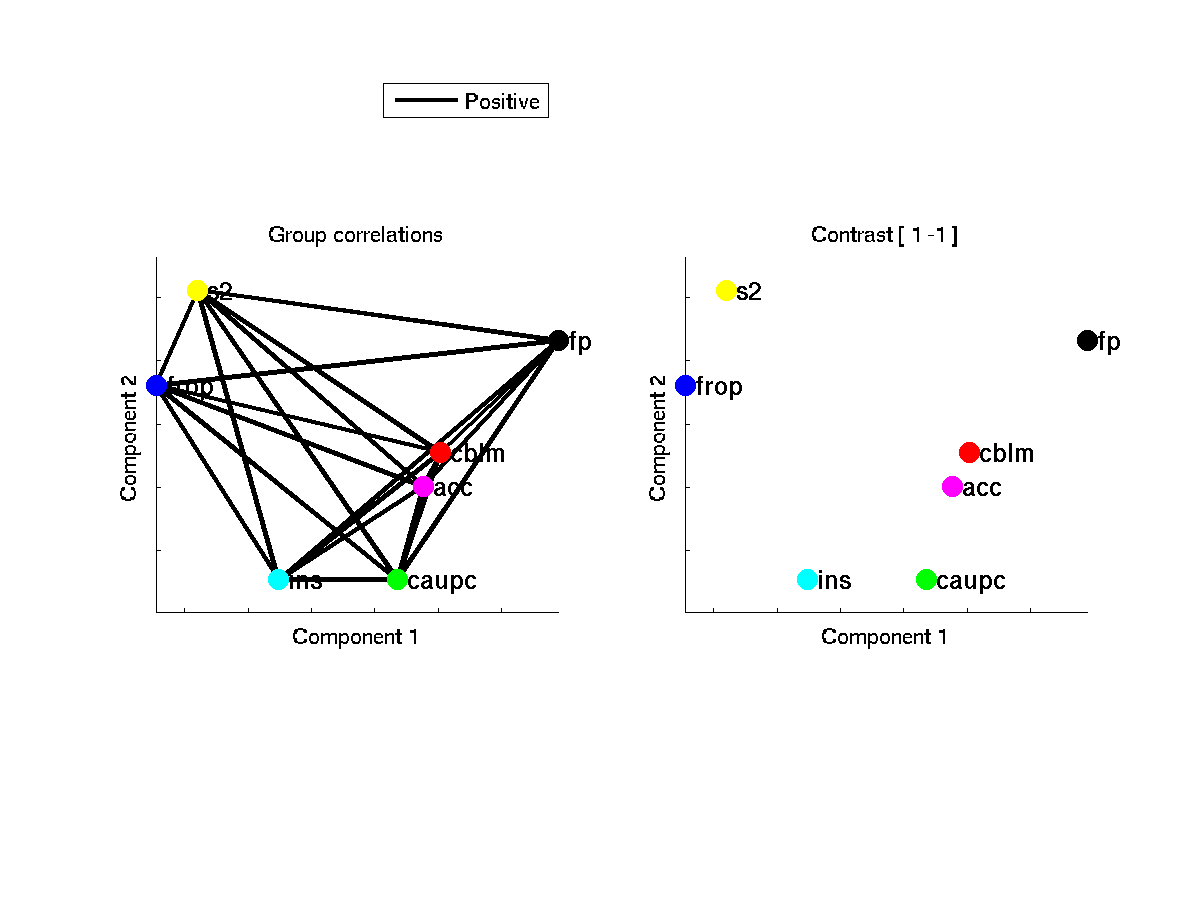 Positive
Group correlations
Component 2
s2
fp
frop
cblm
acc
ins
caupc
Component 1
Contrast [ 1 -1 ]
Component 2
s2
fp
frop
cblm
acc
ins
caupc
Component 1